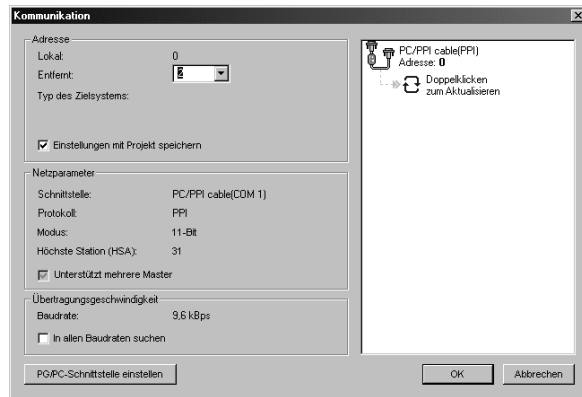 Kommunikation
Adresse
Lokal: 0
Entfernt: 2
Typ des Zielsystems:
Einstellungen mit Projekt speichern
Netzparameter
Schnittstelle: PC/PPI cable(COM 1)
Protokoll: PPI
Modus: 11-Bit
Höchste Station (HSA): 31
Unterstützt mehrere Master
Übertragungsgeschwindigkeit
Baudrate: 9,6 kBps
In allen Baudraten suchen
PG/PC-Schnittstelle einstellen
PC/PPI cable(PPI)
Adresse: 0
Doppelklicken
zum Aktualisieren
OK
Abbrechen